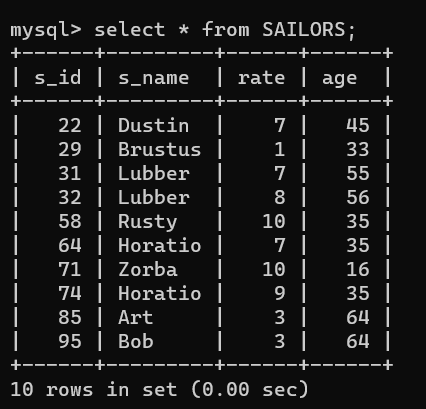 mysql> select * from SAILORS;
+------+---------+------+------+
| s_id | s_name  | rate | age  |
+------+---------+------+------+
|   22 | Dustin  |    7 |   45 |
|   29 | Brustus |    1 |   33 |
|   31 | Lubber  |    7 |   55 |
|   32 | Lubber  |    8 |   56 |
|   58 | Rusty   |   10 |   35 |
|   64 | Horatio |    7 |   35 |
|   71 | Zorba   |   10 |   16 |
|   74 | Horatio |    9 |   35 |
|   85 | Art     |    3 |   64 |
|   95 | Bob     |    3 |   64 |
+------+---------+------+------+
10 rows in set (0.00 sec)